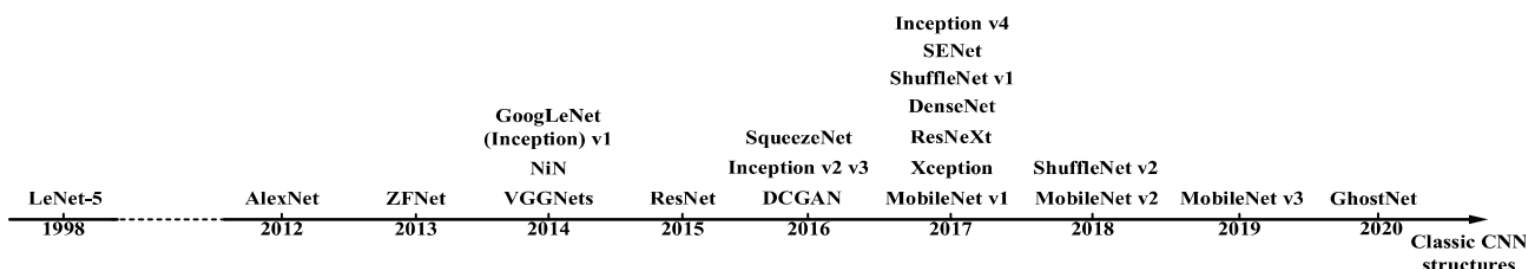 Inception v4
SENet
ShuffleNet v1
DenseNet
GoogLeNet
(Inception) v1
SqueezeNet
ResNeXt
NiN
Inception v2 v3
Xception
ShuffleNet v2
LeNet-5
AlexNet
ZFNet
VGGNets
ResNet
DCGAN
MobileNet v1
MobileNet v2
MobileNet v3
GhostNet
1998
2012
2013
2014
2015
2016
2017
2018
2019
2020
Classic CNN
structures